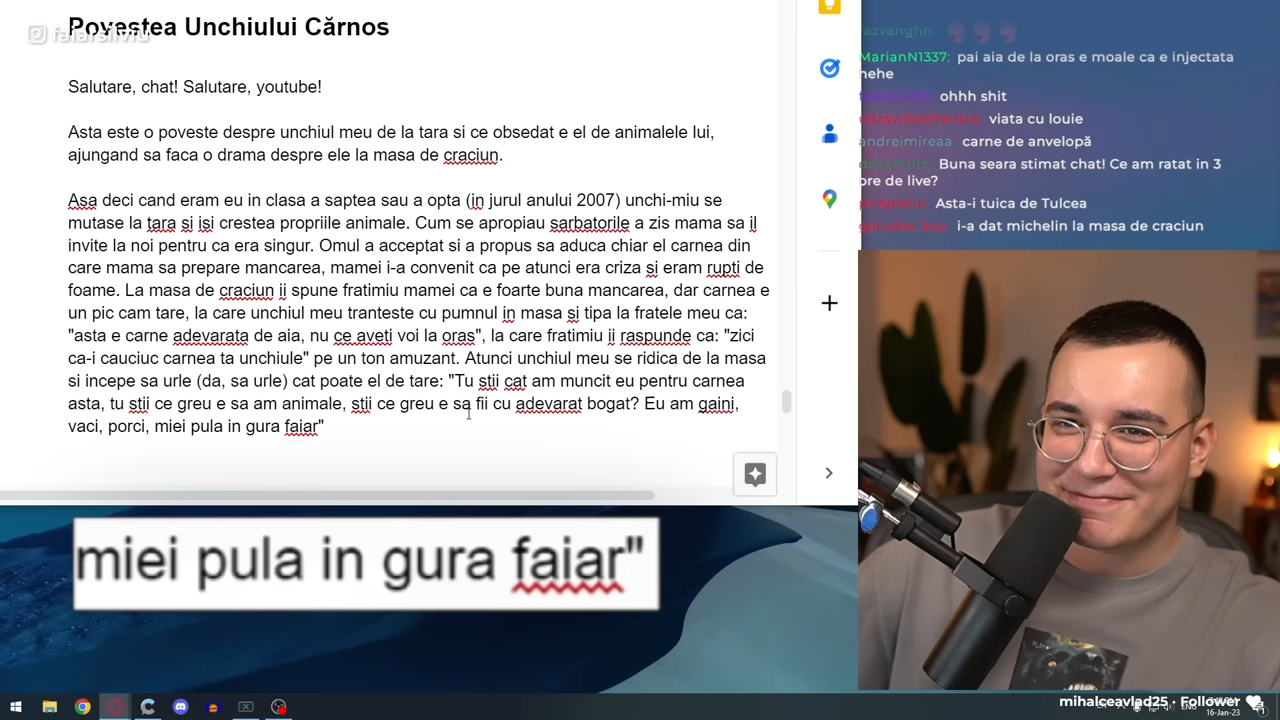 Povestea Unchiului Cărnos
faiarsilviu
Salutare, chat! Salutare, youtube!
Asta este o poveste despre unchiul meu de la tara si ce obsedat e el de animalele lui,
ajungand sa faca o drama despre ele la masa de craciun.
Asa deci cand eram eu in clasa a saptea sau a opta (in jurul anului 2007) unchi-miu se
mutase la tara si isi crestea propriile animale. Cum se apropiau sarbatorile a zis mama sa il
invite la noi pentru ca era singur. Omul a acceptat si a propus sa aduca chiar el carnea din
care mama sa prepare mancarea, mamei i-a convenit ca pe atunci era criza si eram rupti de
foame. La masa de craciun ii spune fratimiu mamei ca e foarte buna mancarea, dar carnea e
un pic cam tare, la care unchiul meu tranteste cu pumnul in masa si tipa la fratele meu ca:
"asta e carne adevarata de aia, nu ce aveti voi la oras", la care fratimiu ii raspunde ca: "zici
ca-i cauciuc carnea ta unchiule" pe un ton amuzant. Atunci unchiul meu se ridica de la masa
si incepe sa urle (da, sa urle) cat poate el de tare: "Tu stii cat am muncit eu pentru carnea
asta, tu stii ce greu e sa am animale, stii ce greu e sa fii cu adevarat bogat? Eu am gaini,
vaci, porci, miei pula in gura faiar"
miei pula in gura faiar"
razvanghh:
MarianN1337: pai aia de la oras e moale ca e injectata
hehe
ohhh shit
viata cu louie
andreimireaa: carne de anvelopă
Buna seara stimat chat! Ce am ratat in 3
ore de live?
Asta-i tuica de Tulcea
i-a dat michelin la masa de craciun
mihalceavlad25 · Follower
16-Jan-23